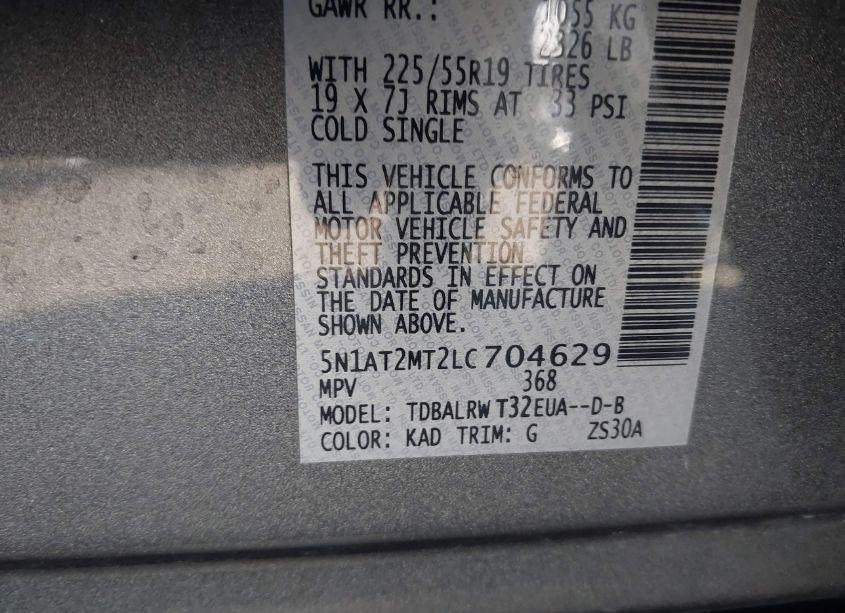 GAWR RR.: 1055 KG
2326 LB
WITH 225/55R19 TIRES
19 X 7J RIMS AT 33 PSI
COLD SINGLE
THIS VEHICLE CONFORMS TO
ALL APPLICABLE FEDERAL
MOTOR VEHICLE SAFETY AND
THEFT PREVENTION
STANDARDS IN EFFECT ON
THE DATE OF MANUFACTURE
SHOWN ABOVE.
5N1AT2MT2LC704629
MPV 368
MODEL: TDBALRW T32EUA--D-B
COLOR: KAD TRIM: G ZS30A